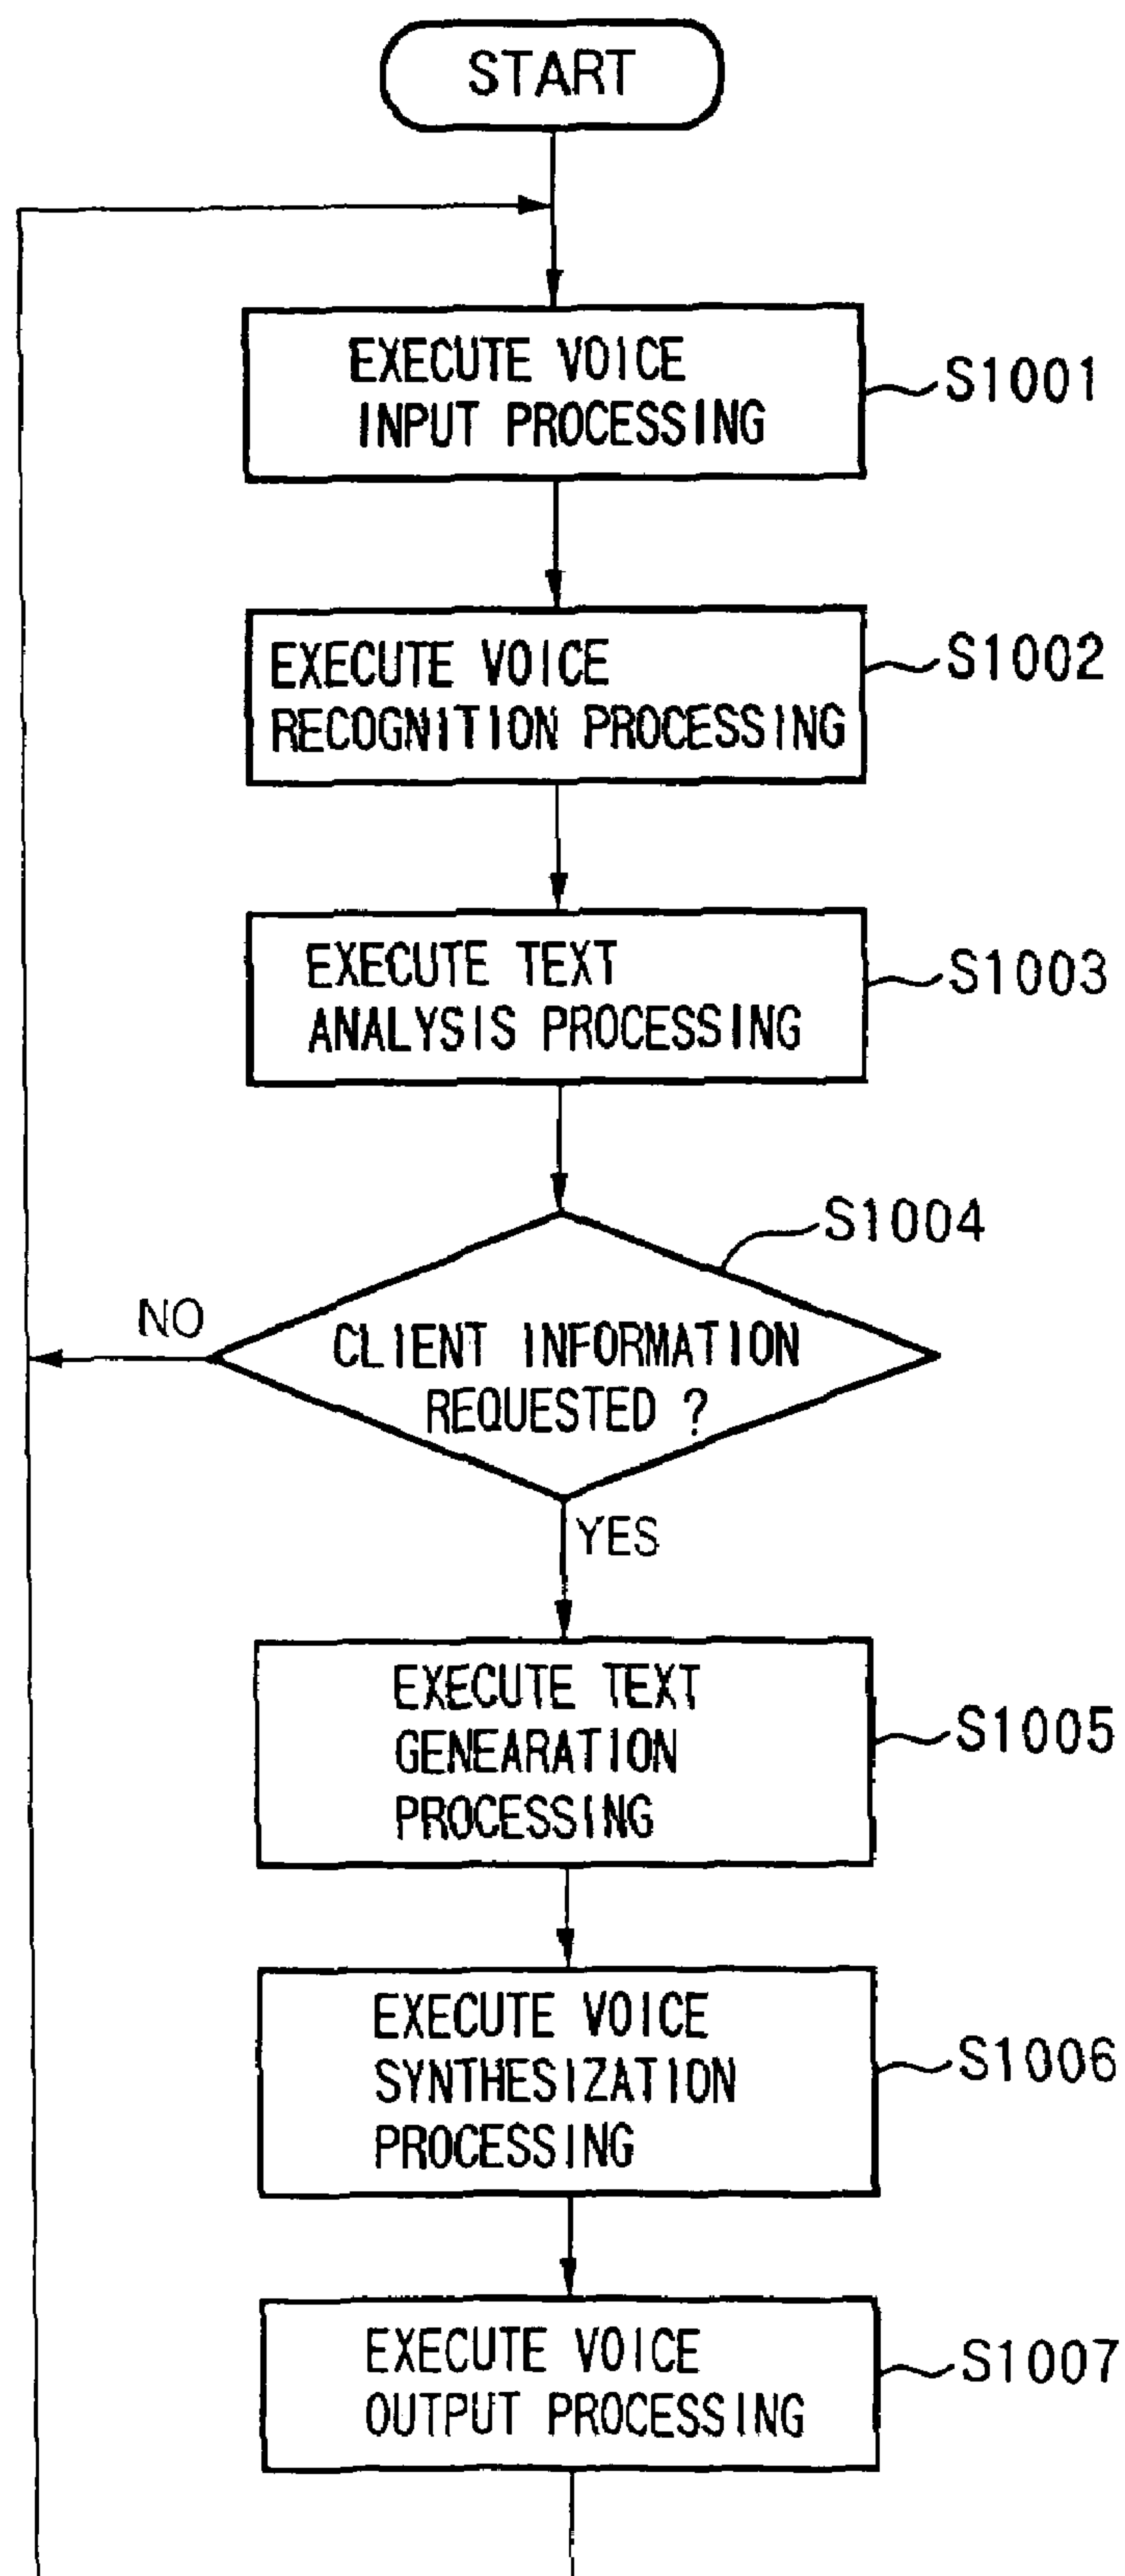 START
EXECUTE VOICE
INPUT PROCESSING
S1001
EXECUTE VOICE
RECOGNITION PROCESSING
S1002
EXECUTE TEXT
ANALYSIS PROCESSING
S1003
S1004
NO
CLIENT INFORMATION
REQUESTED ?
YES
EXECUTE TEXT
GENEARATION
PROCESSING
S1005
EXECUTE VOICE
SYNTHESIZATION
PROCESSING
S1006
EXECUTE VOICE
OUTPUT PROCESSING
S1007